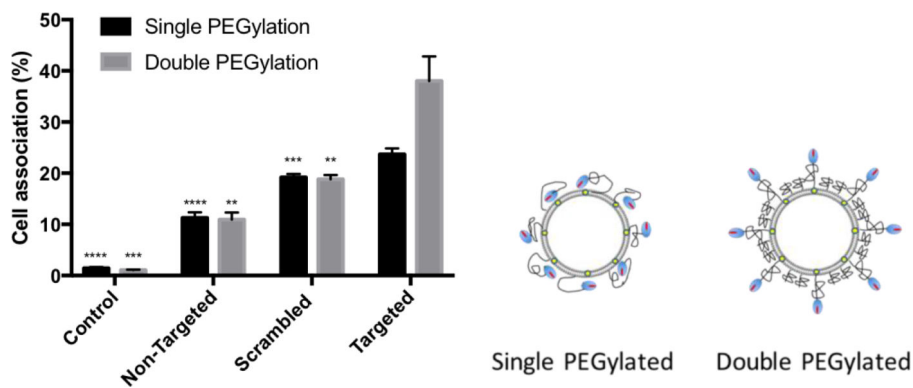 50
40
30
20
10
0
Cell association (%)
Single PEGylation
Double PEGylation
**** ***
**** **
*** **
Control
Non-Targeted
Scrambled
Targeted
Single PEGylated
Double PEGylated